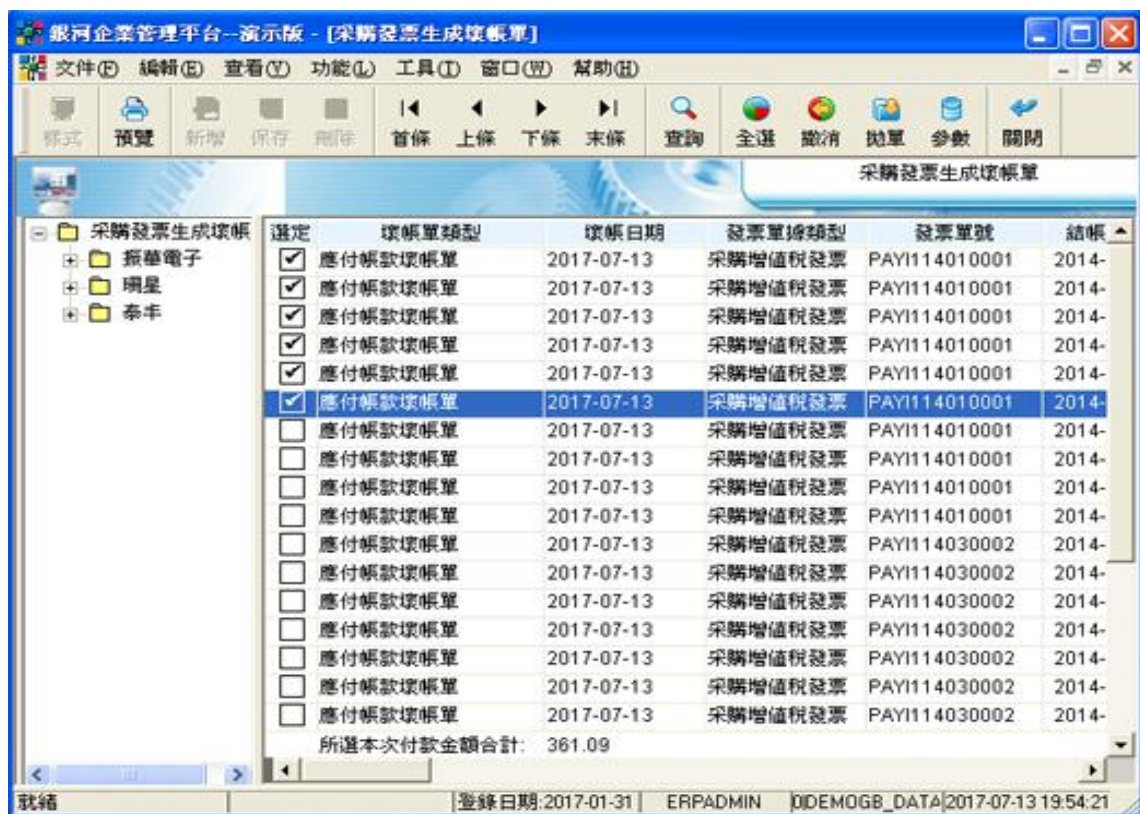 銀河企業管理平台--演示版 - [采購發票生成壞帳單]
文件(F) 編輯(E) 查看(V) 功能(L) 工具(T) 窗口(W) 幫助(H)
樣式 預覽 新增 保存 刪除 首條 上條 下條 末條 查詢 全選 撤消 拋單 參數 關閉
采購發票生成壞帳單
采購發票生成壞帳
振華電子
珊星
泰丰
選定 壞帳單類型 壞帳日期 發票單據類型 發票單號 結帳
應付帳款壞帳單 2017-07-13 采購增值稅發票 PAYI114010001 2014-
應付帳款壞帳單 2017-07-13 采購增值稅發票 PAYI114010001 2014-
應付帳款壞帳單 2017-07-13 采購增值稅發票 PAYI114010001 2014-
應付帳款壞帳單 2017-07-13 采購增值稅發票 PAYI114010001 2014-
應付帳款壞帳單 2017-07-13 采購增值稅發票 PAYI114010001 2014-
應付帳款壞帳單 2017-07-13 采購增值稅發票 PAYI114010001 2014-
應付帳款壞帳單 2017-07-13 采購增值稅發票 PAYI114010001 2014-
應付帳款壞帳單 2017-07-13 采購增值稅發票 PAYI114010001 2014-
應付帳款壞帳單 2017-07-13 采購增值稅發票 PAYI114010001 2014-
應付帳款壞帳單 2017-07-13 采購增值稅發票 PAYI114010001 2014-
應付帳款壞帳單 2017-07-13 采購增值稅發票 PAYI114030002 2014-
應付帳款壞帳單 2017-07-13 采購增值稅發票 PAYI114030002 2014-
應付帳款壞帳單 2017-07-13 采購增值稅發票 PAYI114030002 2014-
應付帳款壞帳單 2017-07-13 采購增值稅發票 PAYI114030002 2014-
應付帳款壞帳單 2017-07-13 采購增值稅發票 PAYI114030002 2014-
應付帳款壞帳單 2017-07-13 采購增值稅發票 PAYI114030002 2014-
應付帳款壞帳單 2017-07-13 采購增值稅發票 PAYI114030002 2014-
所選本次付款金額合計: 361.09
就緒 登錄日期:2017-01-31 ERPADMIN 0|DEMOGB_DATA 2017-07-13 19:54:21